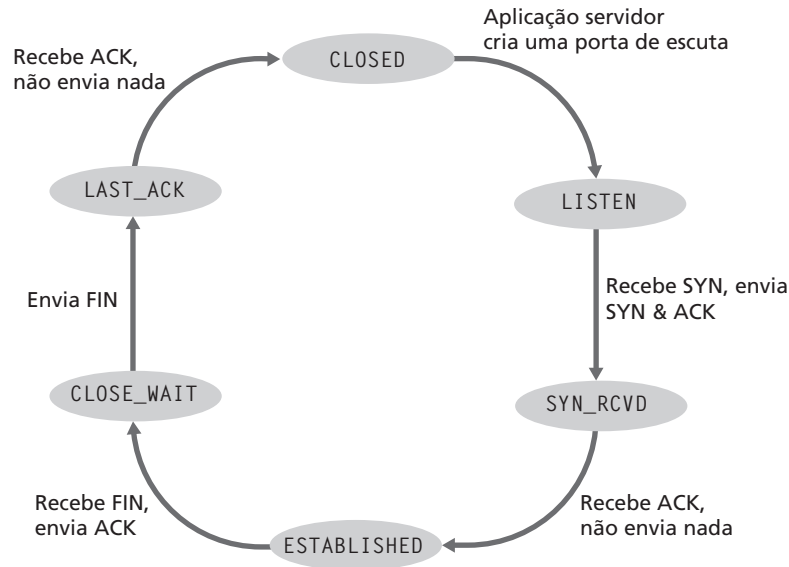 Aplicação servidor
cria uma porta de escuta
CLOSED
Recebe ACK,
não envia nada
LAST_ACK
LISTEN
Envia FIN
Recebe SYN, envia
SYN & ACK
CLOSE_WAIT
SYN_RCVD
Recebe FIN,
envia ACK
Recebe ACK,
não envia nada
ESTABLISHED